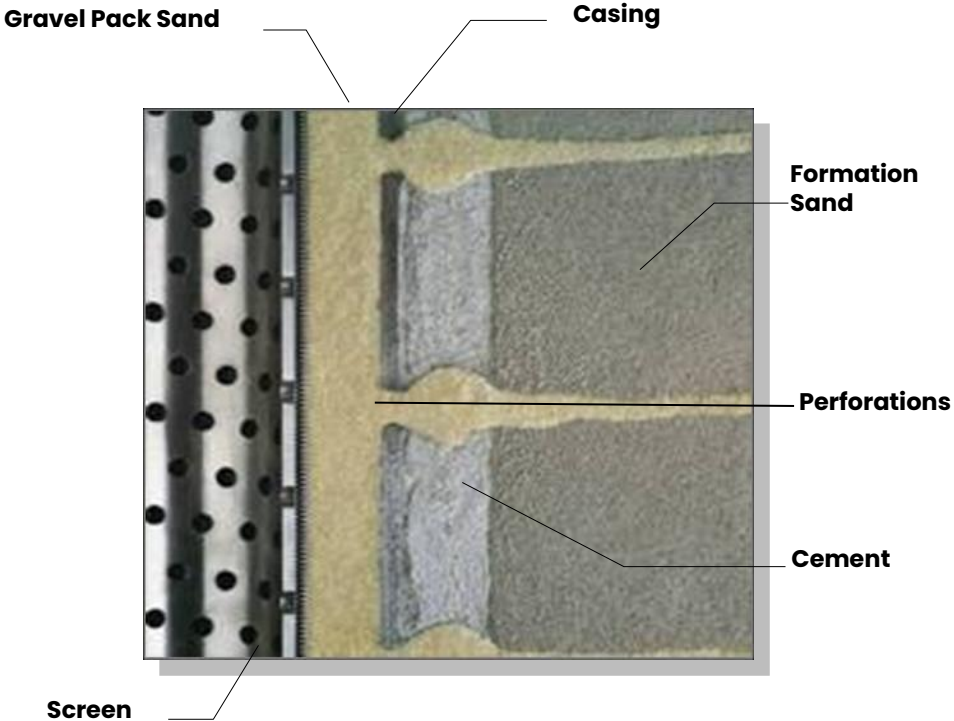 Gravel Pack Sand
Casing
Formation
Sand
Perforations
Cement
Screen